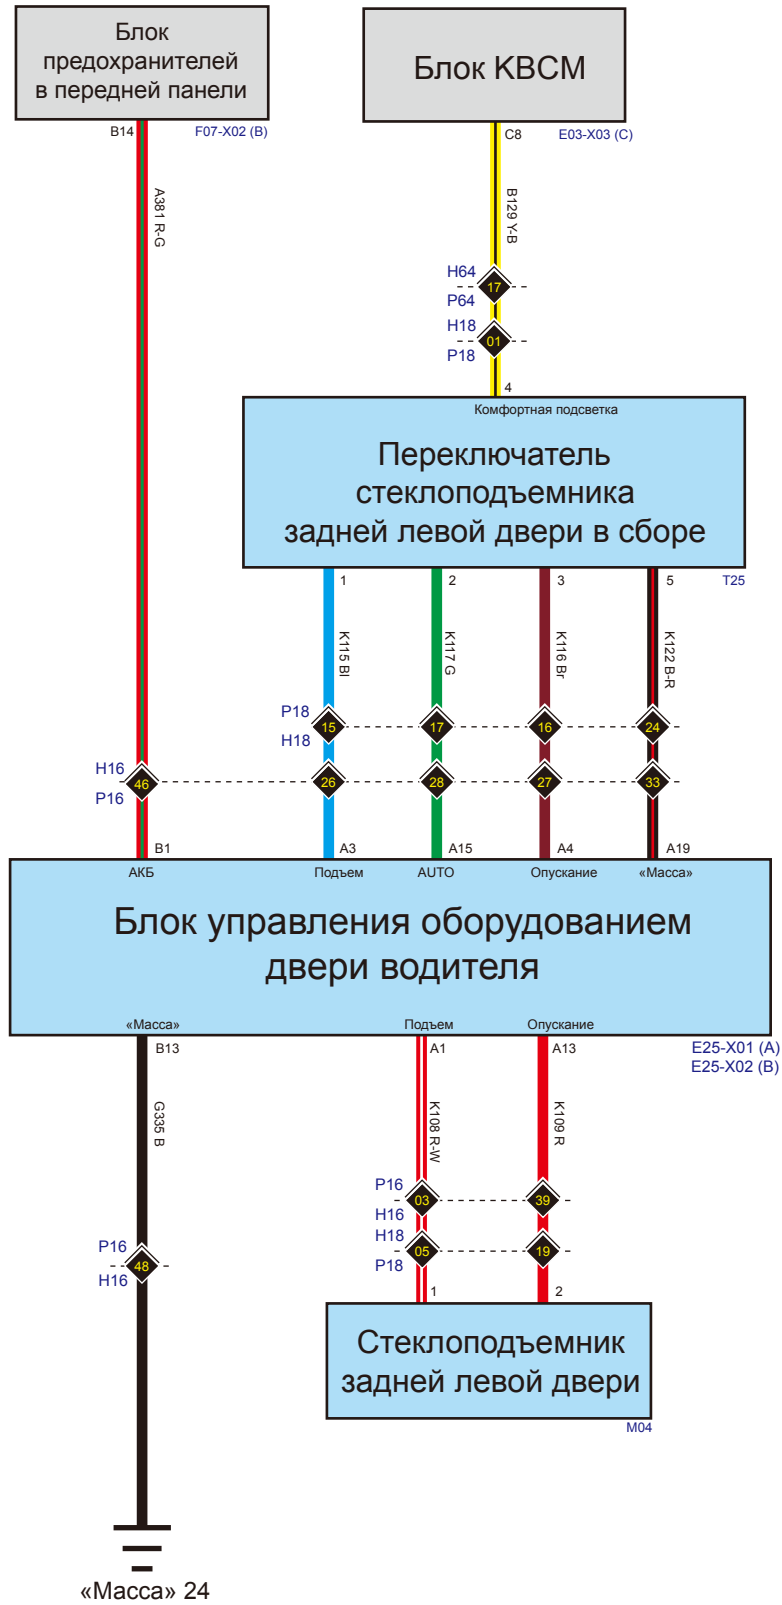 Блок
предохранителей
в передней панели
Блок KBCM
B14
F07-X02 (B)
C8
E03-X03 (C)
A381 R-G
B129 Y-B
H64
17
P64
H18
01
P18
4
Комфортная подсветка
Переключатель
стеклоподъемника
задней левой двери в сборе
1
2
3
5
T25
K115 Bl
K117 G
K116 Br
K122 B-R
P18
15
17
16
24
H18
H16
46
26
28
27
33
P16
B1
A3
A15
A4
A19
АКБ
Подъем
AUTO
Опускание
«Масса»
Блок управления оборудованием
двери водителя
«Масса»
Подъем
Опускание
B13
A1
A13
E25-X01 (A)
E25-X02 (B)
G335 B
K108 R-W
K109 R
P16
03
39
H16
H18
05
19
P18
P16
48
H16
1
2
Стеклоподъемник
задней левой двери
M04
«Масса» 24